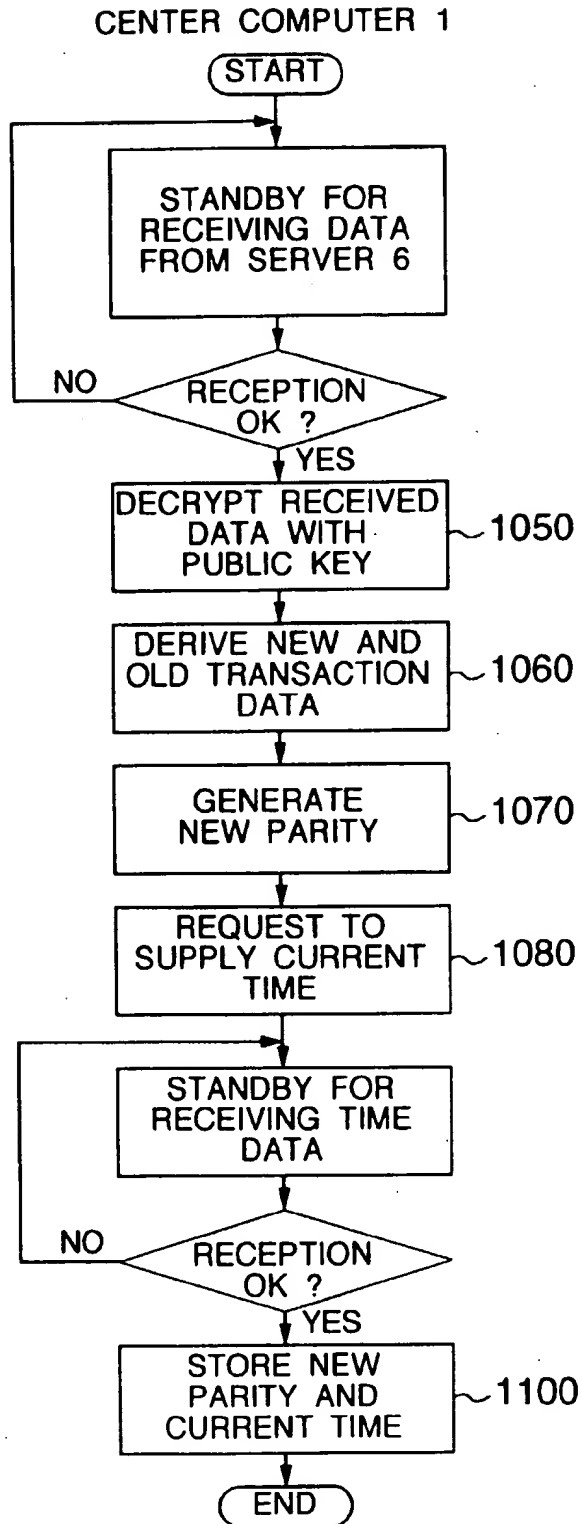 CENTER COMPUTER 1
START
STANDBY FOR
RECEIVING DATA
FROM SERVER 6
NO
RECEPTION
OK ?
YES
DECRYPT RECEIVED
DATA WITH
PUBLIC KEY
1050
DERIVE NEW AND
OLD TRANSACTION
DATA
1060
GENERATE
NEW PARITY
1070
REQUEST TO
SUPPLY CURRENT
TIME
1080
STANDBY FOR
RECEIVING TIME
DATA
NO
RECEPTION
OK ?
YES
STORE NEW
PARITY AND
CURRENT TIME
1100
END